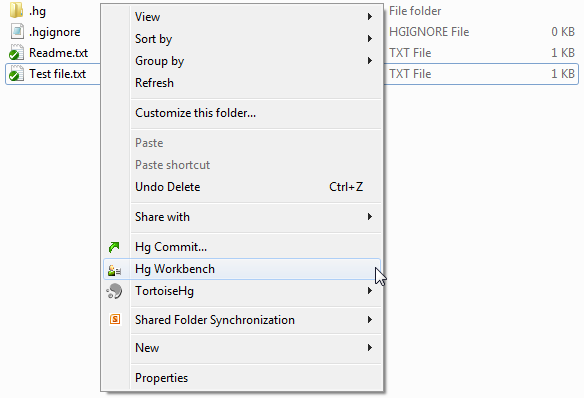 .hg File folder
.hgignore HGIGNORE File 0 KB
Readme.txt TXT File 1 KB
Test file.txt TXT File 1 KB
View
Sort by
Group by
Refresh
Customize this folder...
Paste
Paste shortcut
Undo Delete Ctrl+Z
Share with
Hg Commit...
Hg Workbench
TortoiseHg
S Shared Folder Synchronization
New
Properties